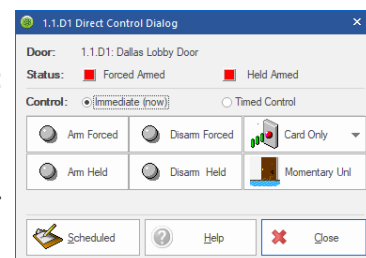 1.1.D1 Direct Control Dialog
Door: 1.1.D1: Dallas Lobby Door
Status: Forced Armed Held Armed
Control: Immediate (now) Timed Control
Arm Forced Disarm Forced Card Only
Arm Held Disarm Held Momentary Unl
Scheduled Help Close